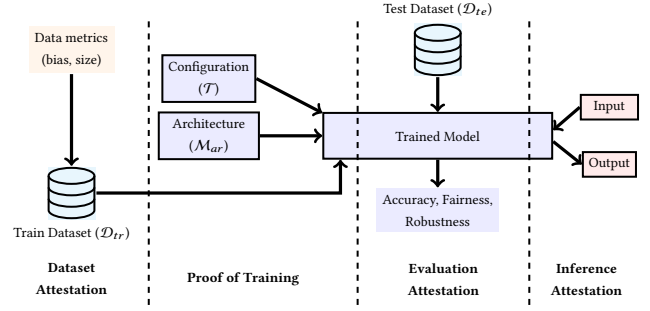 Test Dataset (𝒟te)
Data metrics
(bias, size)
Configuration
(𝒯)
Architecture
(ℳar)
Trained Model
Input
Output
Accuracy, Fairness,
Robustness
Train Dataset (𝒟tr)
Dataset
Attestation
Proof of Training
Evaluation
Attestation
Inference
Attestation